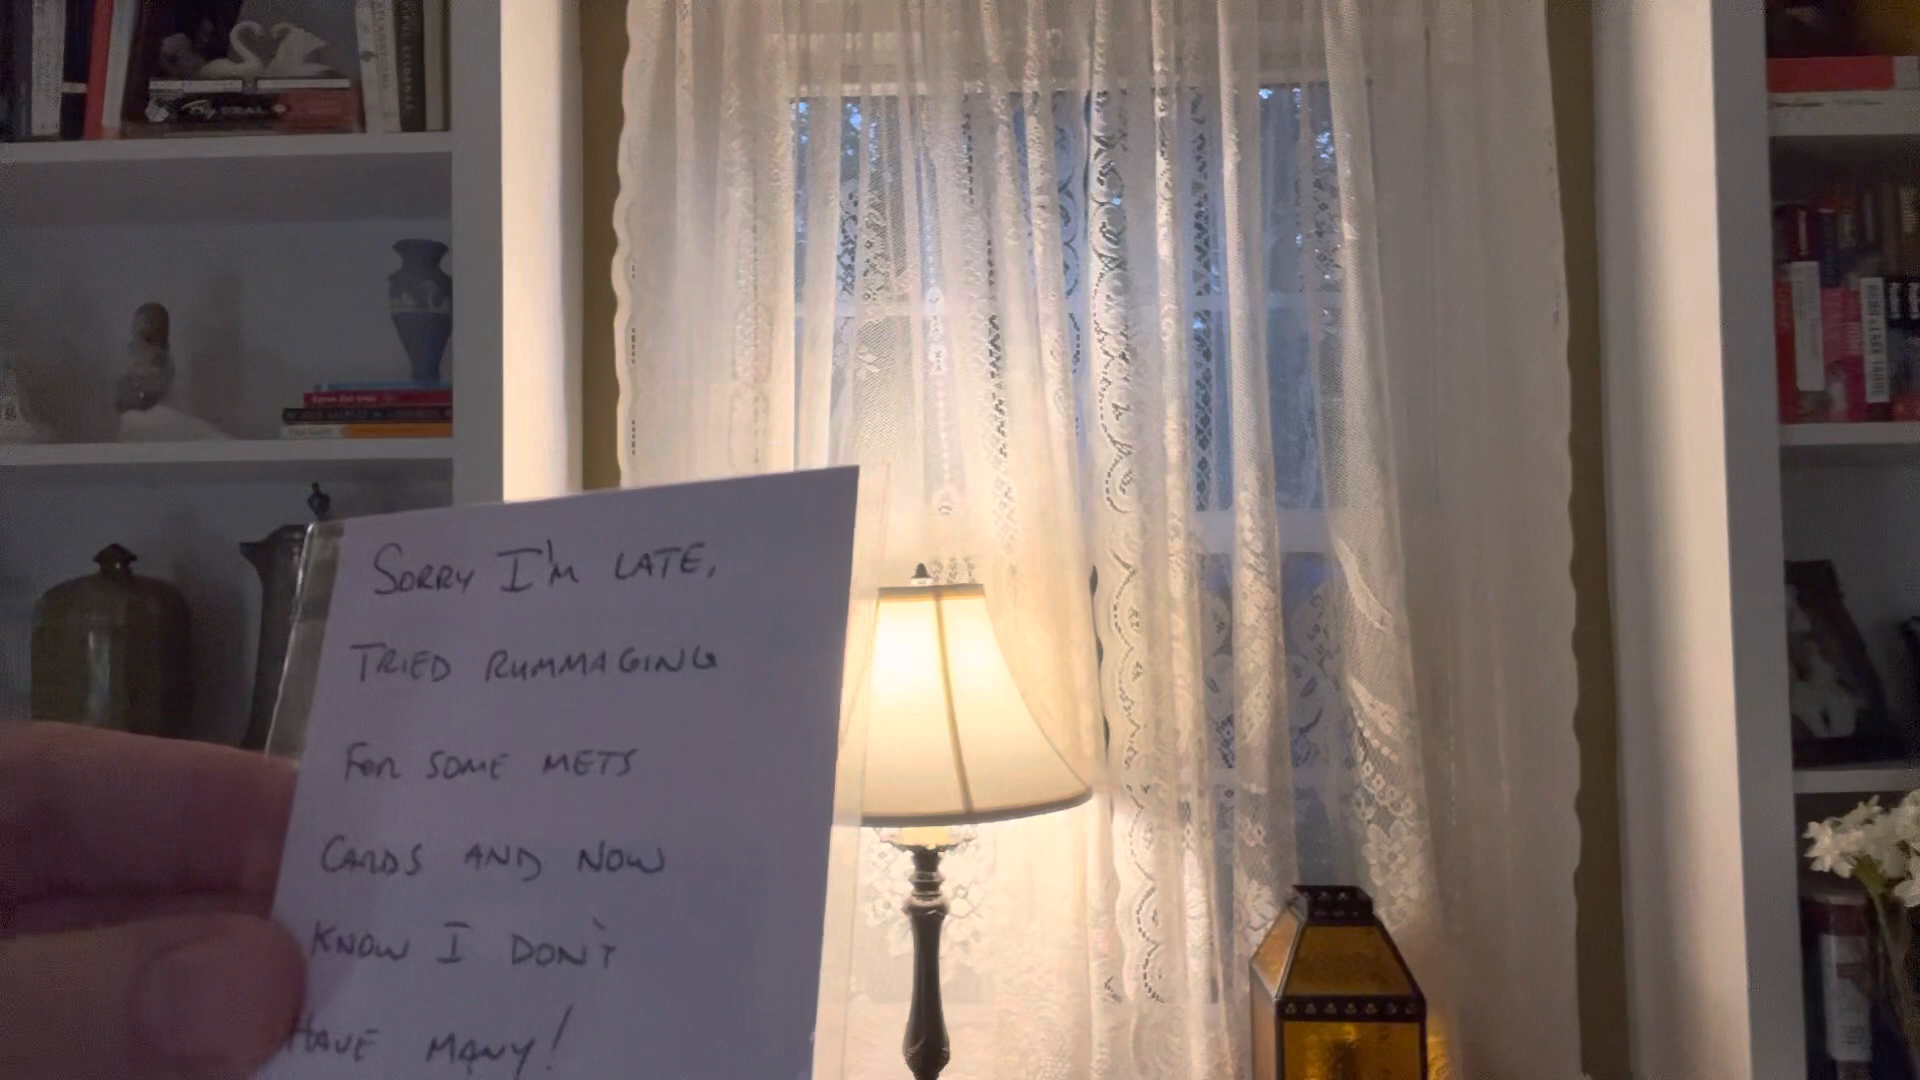 SORRY I'M LATE,
TRIED RUMMAGING
FOR SOME METS
CARDS AND NOW
KNOW I DON'T
HAVE MANY!